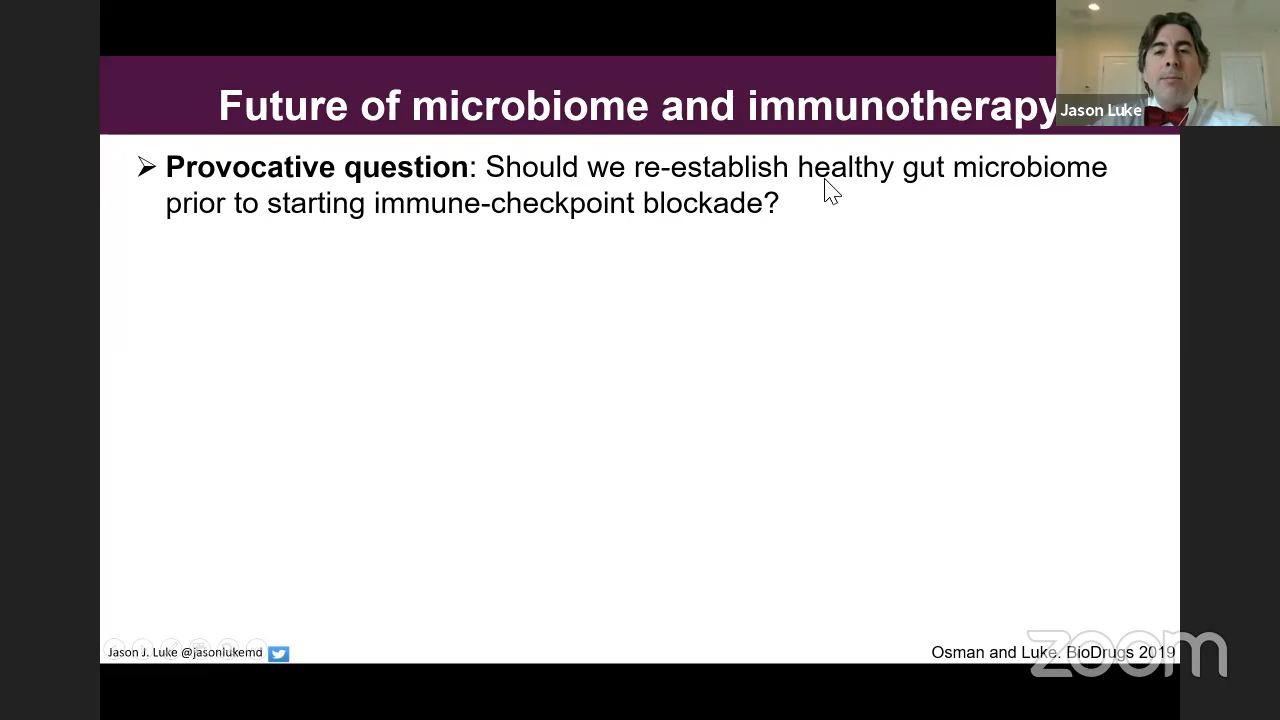 Future of microbiome and immunotherapy
Jason Luke
➢ Provocative question: Should we re-establish healthy gut microbiome
prior to starting immune-checkpoint blockade?
Jason J. Luke @jasonlukemd
Osman and Luke. BioDrugs 2019
zoom